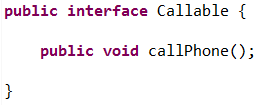 public interface Callable {
public void callPhone();
}